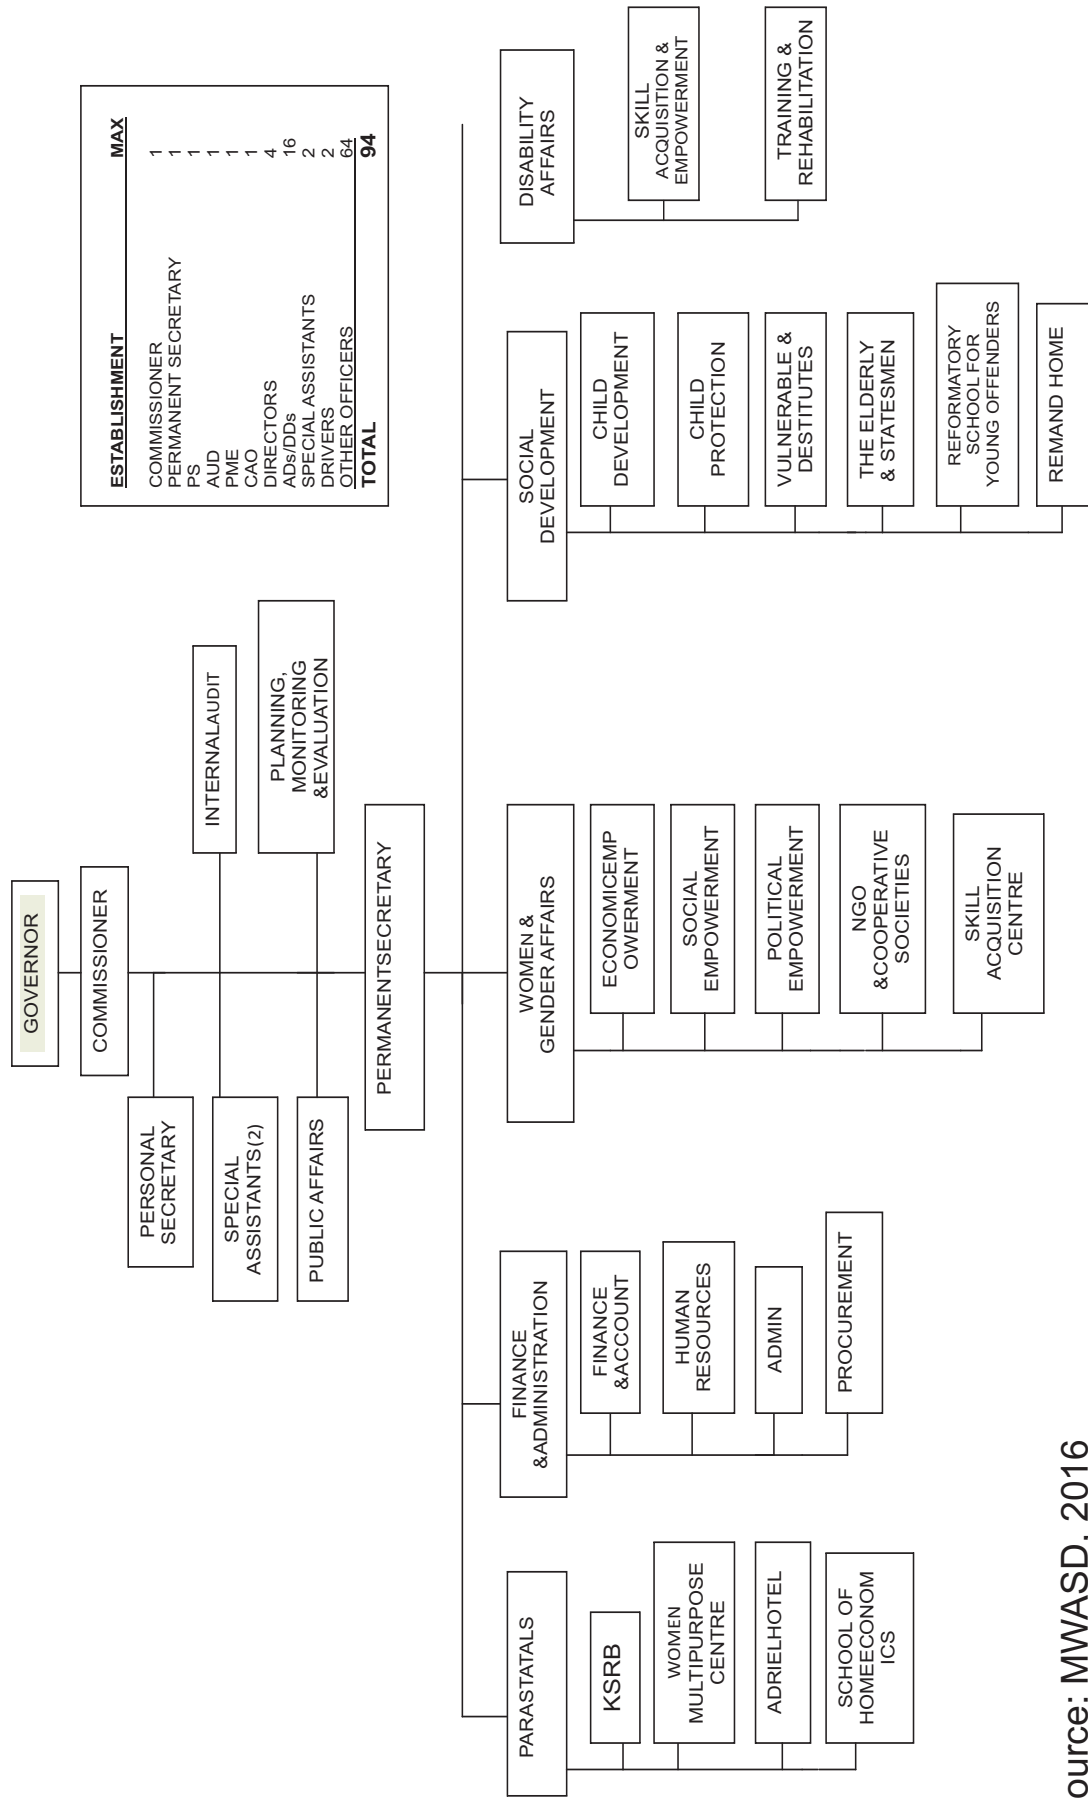 GOVERNOR
COMMISSIONER
PERSONAL
SECRETARY
SPECIAL
ASSISTANTS(2)
INTERNALAUDIT
PUBLIC AFFAIRS
PLANNING,
MONITORING
&EVALUATION
PERMANENTSECRETARY
ESTABLISHMENT MAX
COMMISSIONER 1
PERMANENT SECRETARY 1
PS 1
AUD 1
PME 1
CAO 1
DIRECTORS 4
ADs/DDs 16
SPECIAL ASSISTANTS 2
DRIVERS 2
OTHER OFFICERS 64
TOTAL 94
PARASTATALS
KSRB
WOMEN
MULTIPURPOSE
CENTRE
ADRIELHOTEL
SCHOOL OF
HOMEECONOM
ICS
FINANCE
&ADMINISTRATION
FINANCE
&ACCOUNT
HUMAN
RESOURCES
ADMIN
PROCUREMENT
WOMEN &
GENDER AFFAIRS
ECONOMICEMP
OWERMENT
SOCIAL
EMPOWERMENT
POLITICAL
EMPOWERMENT
NGO
&COOPERATIVE
SOCIETIES
SKILL
ACQUISITION
CENTRE
SOCIAL
DEVELOPMENT
CHILD
DEVELOPMENT
CHILD
PROTECTION
VULNERABLE &
DESTITUTES
THE ELDERLY
& STATESMEN
REFORMATORY
SCHOOL FOR
YOUNG OFFENDERS
REMAND HOME
DISABILITY
AFFAIRS
SKILL
ACQUISITION &
EMPOWERMENT
TRAINING &
REHABILITATION
ource: MWASD, 2016